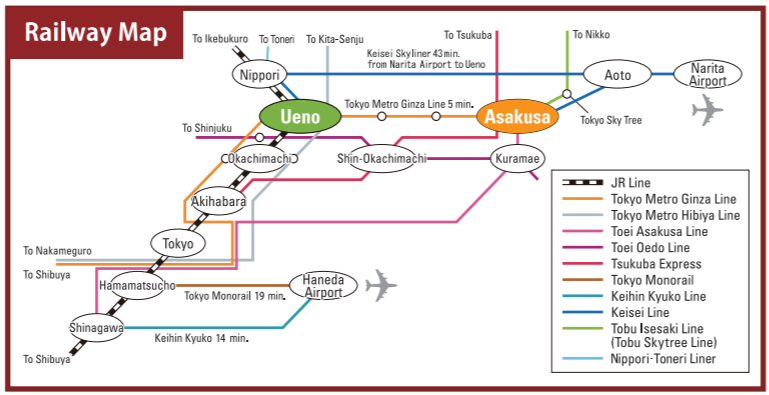 Railway Map
To Ikebukuro
To Toneri
To Kita-Senju
To Tsukuba
To Nikko
Keisei Skyliner 43 min.
from Narita Airport to Ueno
Nippori
Aoto
Narita
Airport
Tokyo Metro Ginza Line 5 min.
Ueno
Asakusa
Tokyo Sky Tree
To Shinjuku
Okachimachi
Shin-Okachimachi
Kuramae
Akihabara
Tokyo
To Nakameguro
To Shibuya
Hamamatsucho
Tokyo Monorail 19 min.
Haneda
Airport
Shinagawa
Keihin Kyuko 14 min.
To Shibuya
JR Line
Tokyo Metro Ginza Line
Tokyo Metro Hibiya Line
Toei Asakusa Line
Toei Oedo Line
Tsukuba Express
Tokyo Monorail
Keihin Kyuko Line
Keisei Line
Tobu Isesaki Line
(Tobu Skytree Line)
Nippori-Toneri Liner